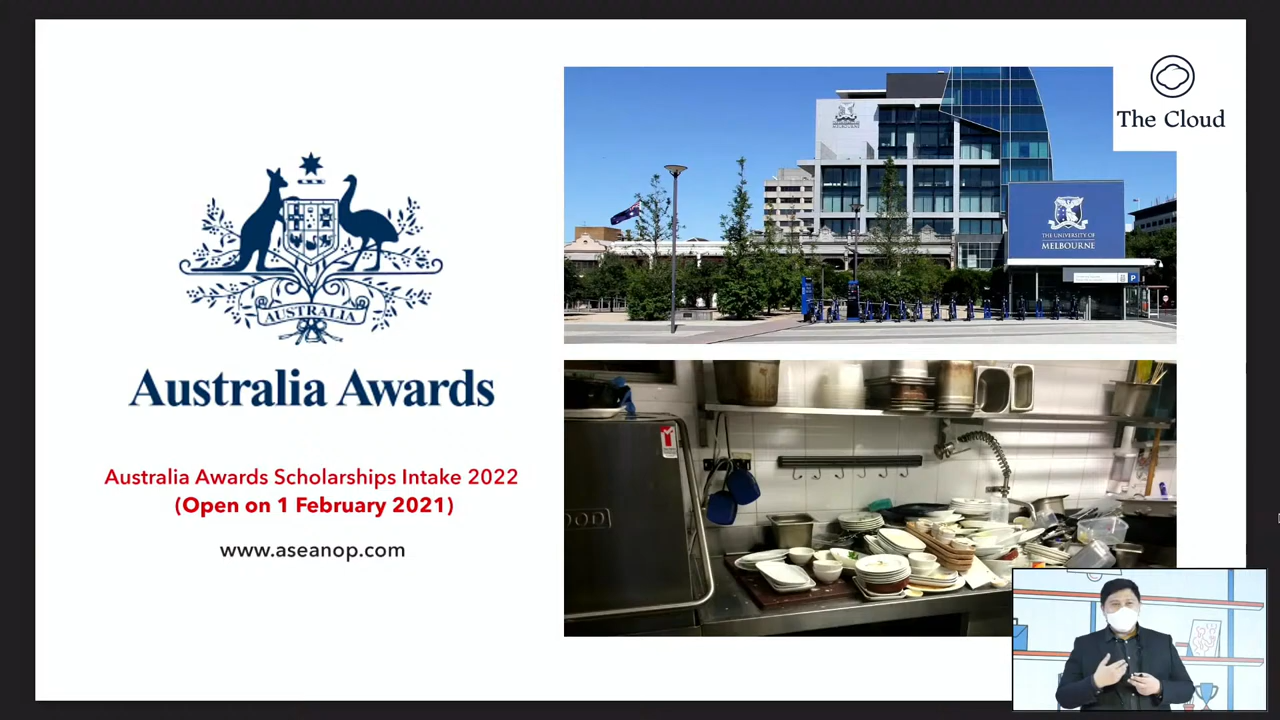 AUSTRALIA
Australia Awards
Australia Awards Scholarships Intake 2022
(Open on 1 February 2021)
www.aseanop.com
The Cloud
MELBOURNE
THE UNIVERSITY OF
MELBOURNE
P